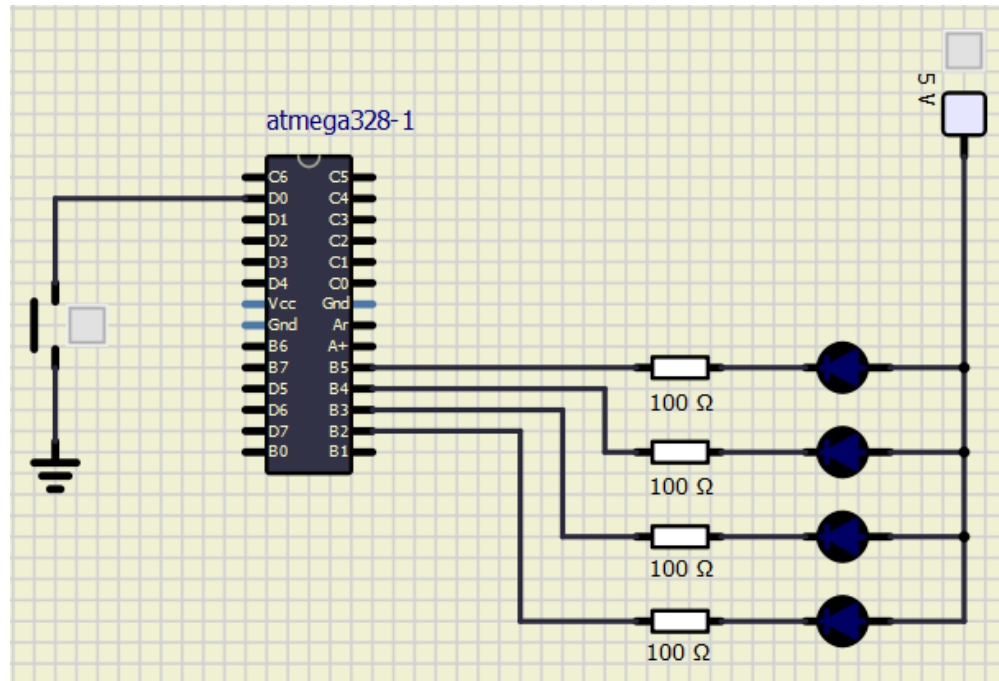 5 V
atmega328-1
C6 C5
D0 C4
D1 C3
D2 C2
D3 C1
D4 C0
Vcc Gnd
Gnd Ar
B6 A+
B7 B5
D5 B4
D6 B3
D7 B2
B0 B1
100 Ω
100 Ω
100 Ω
100 Ω